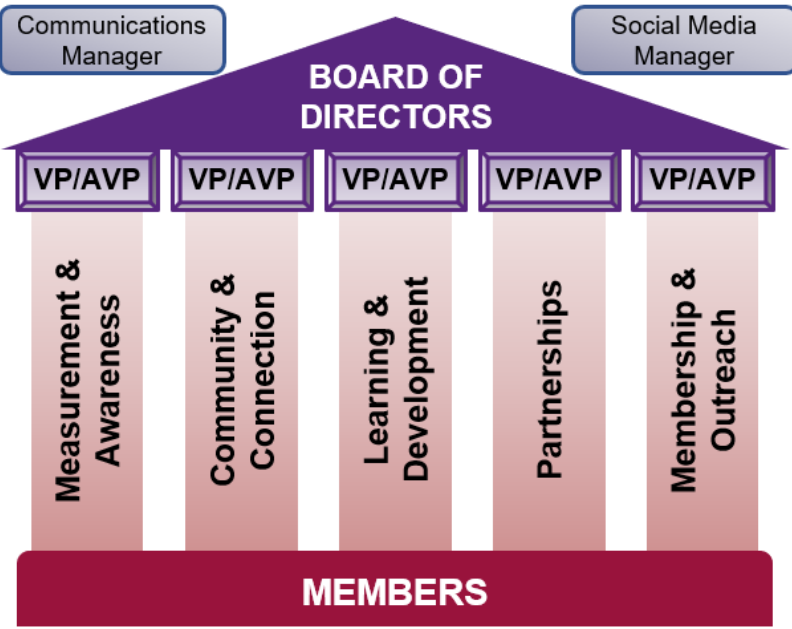 Communications
Manager
Social Media
Manager
BOARD OF
DIRECTORS
VP/AVP
VP/AVP
VP/AVP
VP/AVP
VP/AVP
Measurement &
Awareness
Community &
Connection
Learning &
Development
Partnerships
Membership &
Outreach
MEMBERS